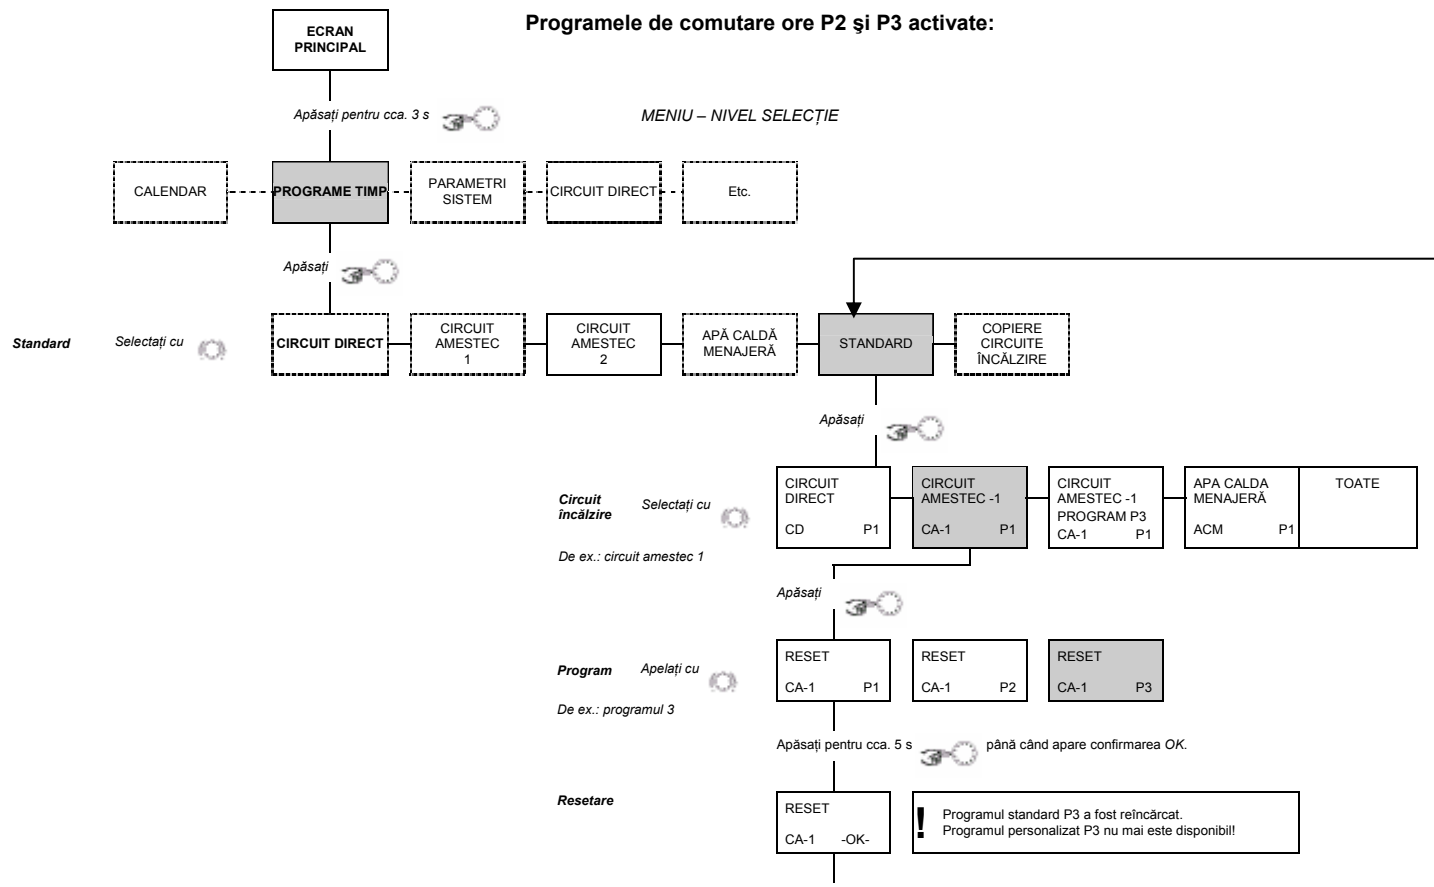 Programele de comutare ore P2 şi P3 activate:
ECRAN
PRINCIPAL
Apăsați pentru cca. 3 s
MENIU – NIVEL SELECȚIE
CALENDAR
PROGRAME TIMP
PARAMETRI
SISTEM
CIRCUIT DIRECT
Etc.
Apăsați
Standard
Selectați cu
CIRCUIT DIRECT
CIRCUIT
AMESTEC
1
CIRCUIT
AMESTEC
2
APĂ CALDĂ
MENAJERĂ
STANDARD
COPIERE
CIRCUITE
ÎNCĂLZIRE
Apăsați
Circuit
încălzire
Selectați cu
De ex.: circuit amestec 1
CIRCUIT
DIRECT
CD P1
CIRCUIT
AMESTEC -1
CA-1 P1
CIRCUIT
AMESTEC -1
PROGRAM P3
CA-1 P1
APA CALDA
MENAJERĂ
ACM P1
TOATE
Apăsați
Program
Apelați cu
De ex.: programul 3
RESET
CA-1 P1
RESET
CA-1 P2
RESET
CA-1 P3
Apăsați pentru cca. 5 s până când apare confirmarea OK.
Resetare
RESET
CA-1 -OK-
! Programul standard P3 a fost reîncărcat.
Programul personalizat P3 nu mai este disponibil!